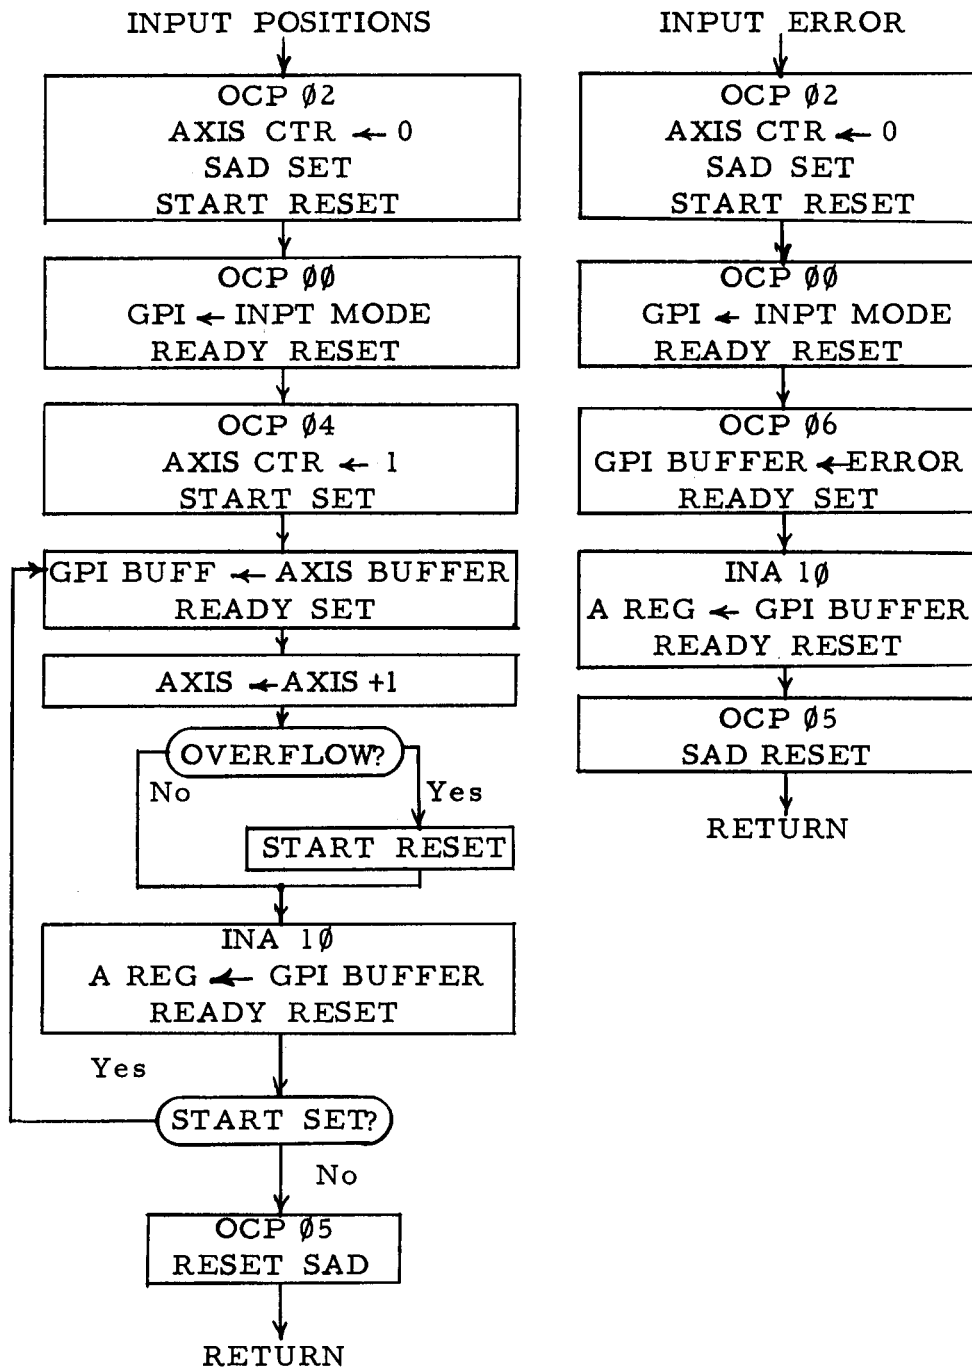 INPUT POSITIONS
OCP Ø2
AXIS CTR ← 0
SAD SET
START RESET
OCP ØØ
GPI ← INPT MODE
READY RESET
OCP Ø4
AXIS CTR ← 1
START SET
GPI BUFF ← AXIS BUFFER
READY SET
AXIS ← AXIS +1
OVERFLOW?
No
Yes
START RESET
INA 1Ø
A REG ← GPI BUFFER
READY RESET
Yes
START SET?
No
OCP Ø5
RESET SAD
RETURN
INPUT ERROR
OCP Ø2
AXIS CTR ← 0
SAD SET
START RESET
OCP ØØ
GPI ← INPT MODE
READY RESET
OCP Ø6
GPI BUFFER ← ERROR
READY SET
INA 1Ø
A REG ← GPI BUFFER
READY RESET
OCP Ø5
SAD RESET
RETURN